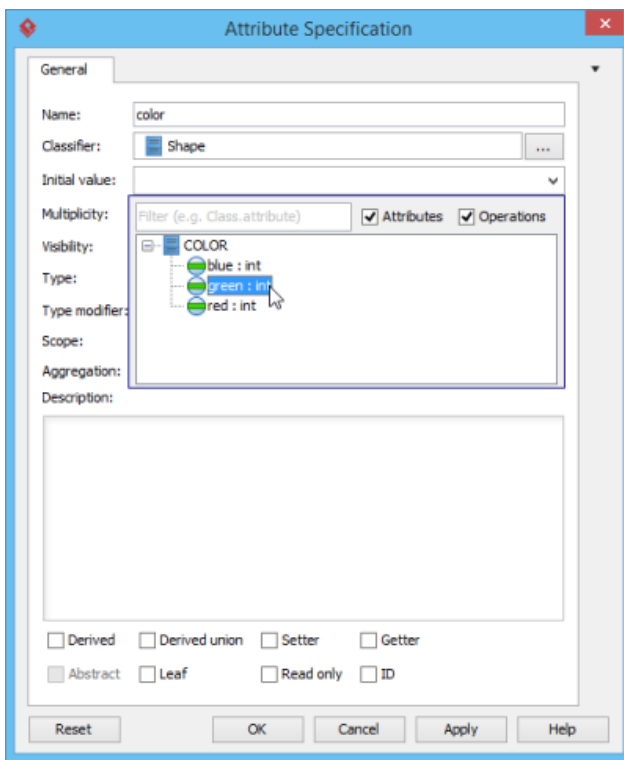 Attribute Specification
General
Name: color
Classifier: Shape ...
Initial value:
Multiplicity: Filter (e.g. Class.attribute) Attributes Operations
Visibility: COLOR
blue : int
Type: green : int
Type modifier: red : int
Scope:
Aggregation:
Description:
Derived Derived union Setter Getter
Abstract Leaf Read only ID
Reset OK Cancel Apply Help